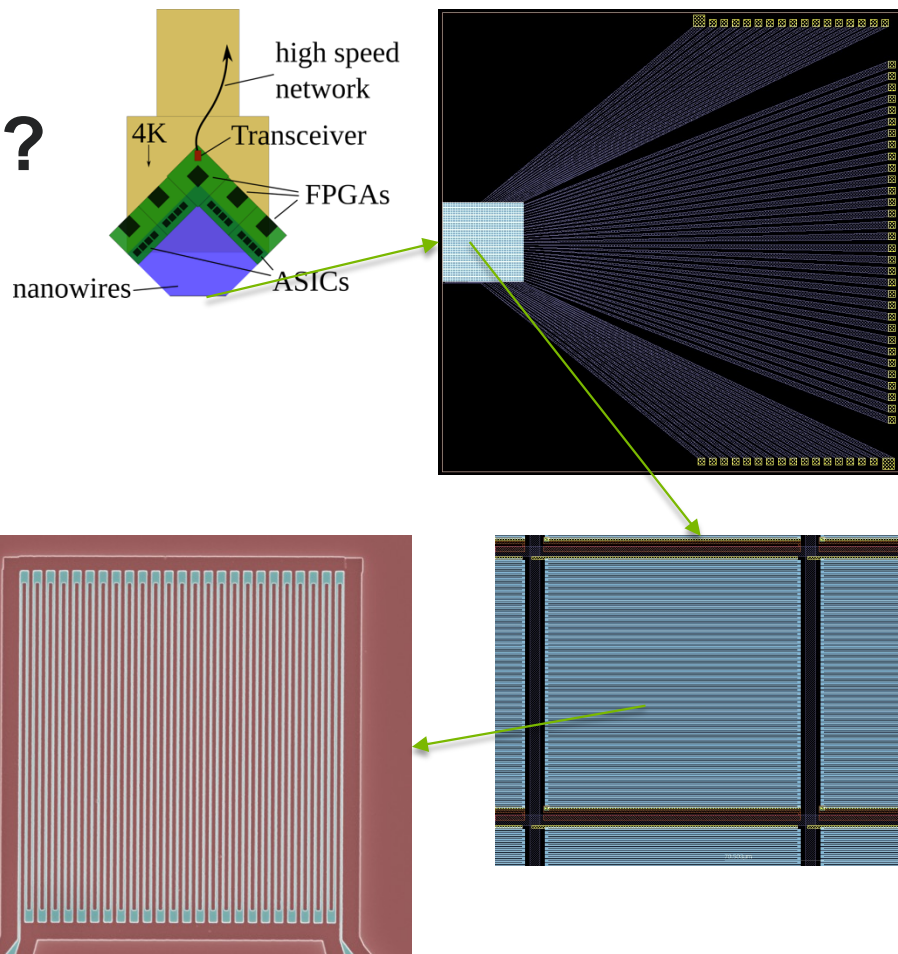 high speed
network
?
4K
Transceiver
FPGAs
ASICs
nanowires